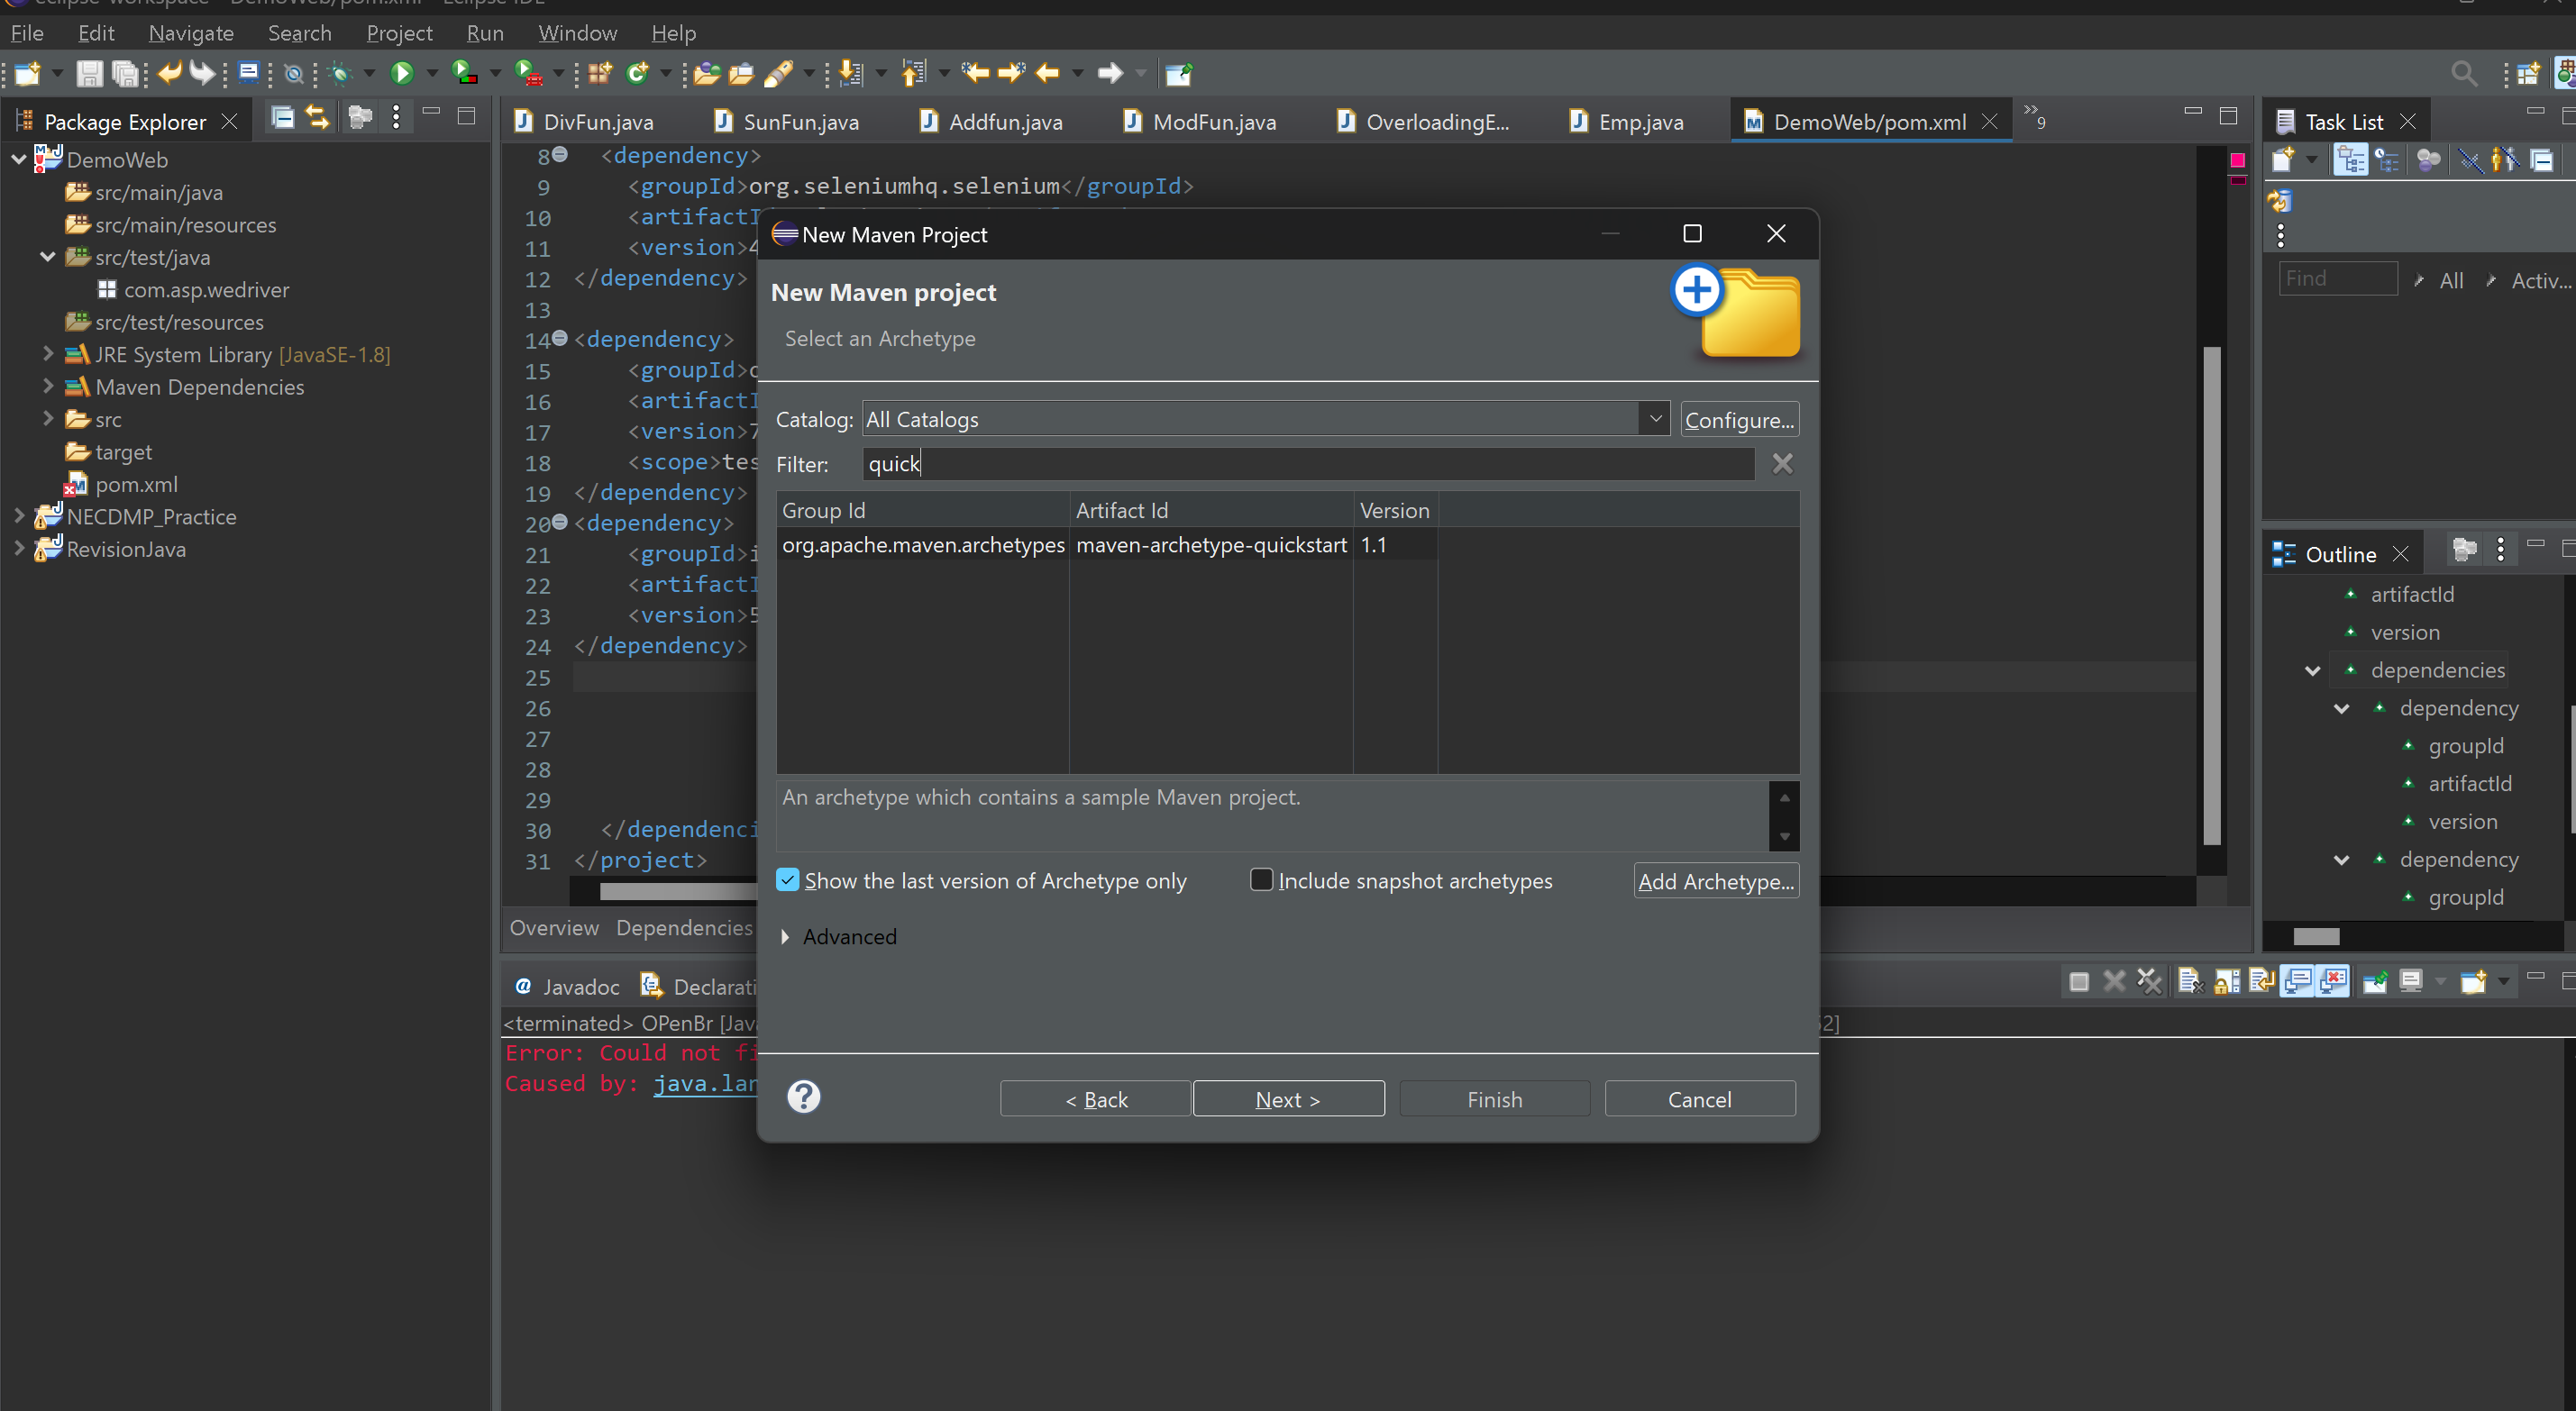 File Edit Navigate Search Project Run Window Help
Package Explorer
DemoWeb
src/main/java
src/main/resources
src/test/java
com.asp.wedriver
src/test/resources
JRE System Library [JavaSE-1.8]
Maven Dependencies
src
target
pom.xml
NECDMP_Practice
RevisionJava
DivFun.java SunFun.java Addfun.java ModFun.java OverloadingE... Emp.java DemoWeb/pom.xml 9
8 <dependency>
9 <groupId>org.seleniumhq.selenium</groupId>
10 <artifactI
11 <version>4
12 </dependency>
13
14 <dependency>
15 <groupId>
16 <artifactI
17 <version>7
18 <scope>tes
19 </dependency>
20 <dependency>
21 <groupId>i
22 <artifactI
23 <version>5
24 </dependency>
25
26
27
28
29
30 </dependenci
31 </project>
Overview Dependencies
@ Javadoc Declarati
<terminated> OPenBr [Jav
2]
Error: Could not fi
Caused by: java.lan
New Maven Project
New Maven project
Select an Archetype
Catalog: All Catalogs Configure...
Filter: quick
Group Id Artifact Id Version
org.apache.maven.archetypes maven-archetype-quickstart 1.1
An archetype which contains a sample Maven project.
Show the last version of Archetype only Include snapshot archetypes Add Archetype...
Advanced
? < Back Next > Finish Cancel
Task List
Find All Activ...
Outline
artifactId
version
dependencies
dependency
groupId
artifactId
version
dependency
groupId